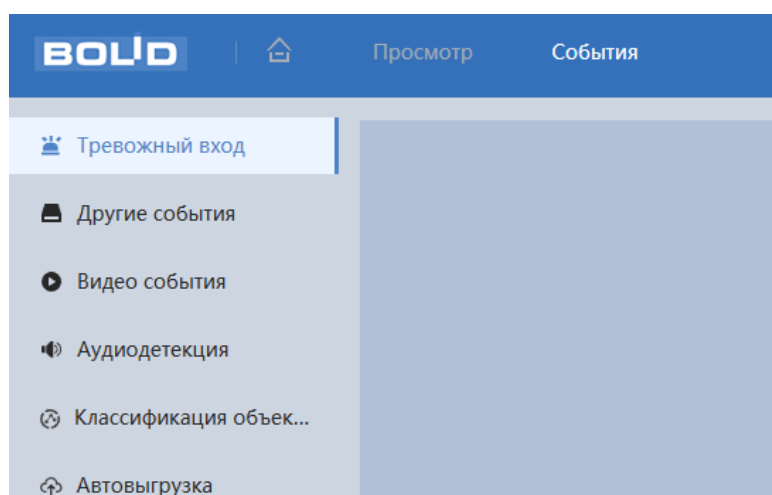 BOLID
Просмотр
События
Тревожный вход
Другие события
Видео события
Аудиодетекция
Классификация объек...
Автовыгрузка